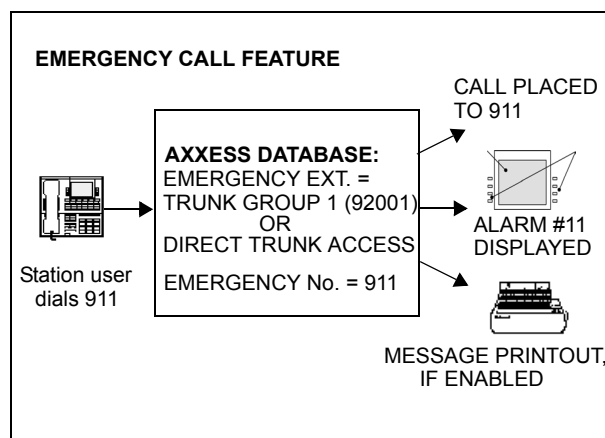 EMERGENCY CALL FEATURE
CALL PLACED
TO 911
AXXESS DATABASE:
EMERGENCY EXT. =
TRUNK GROUP 1 (92001)
OR
DIRECT TRUNK ACCESS
EMERGENCY No. = 911
Station user
dials 911
ALARM #11
DISPLAYED
MESSAGE PRINTOUT,
IF ENABLED